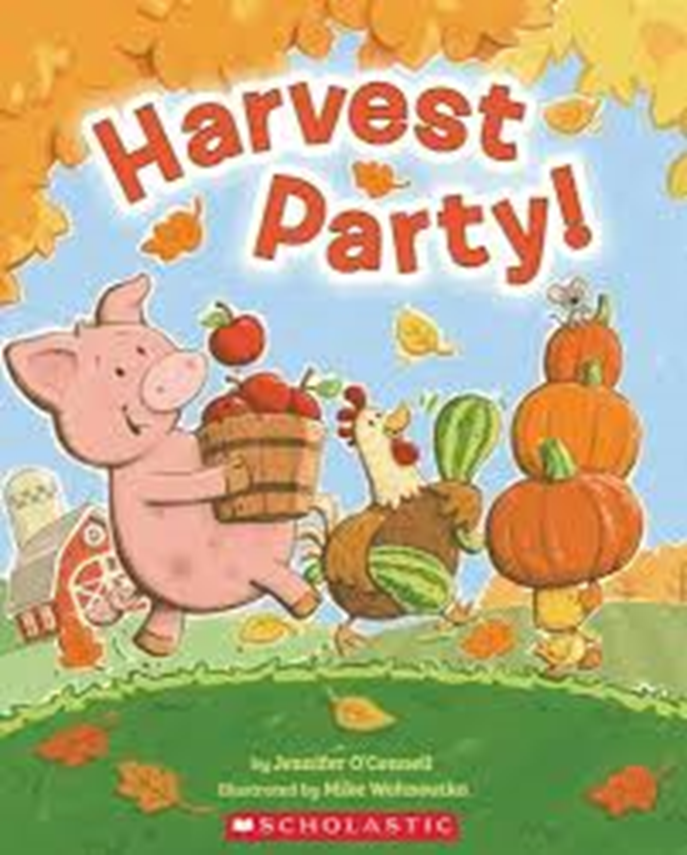 Harvest
Party!
by Jennifer O'Connell
Illustrated by Mike Wohnoutka
SCHOLASTIC